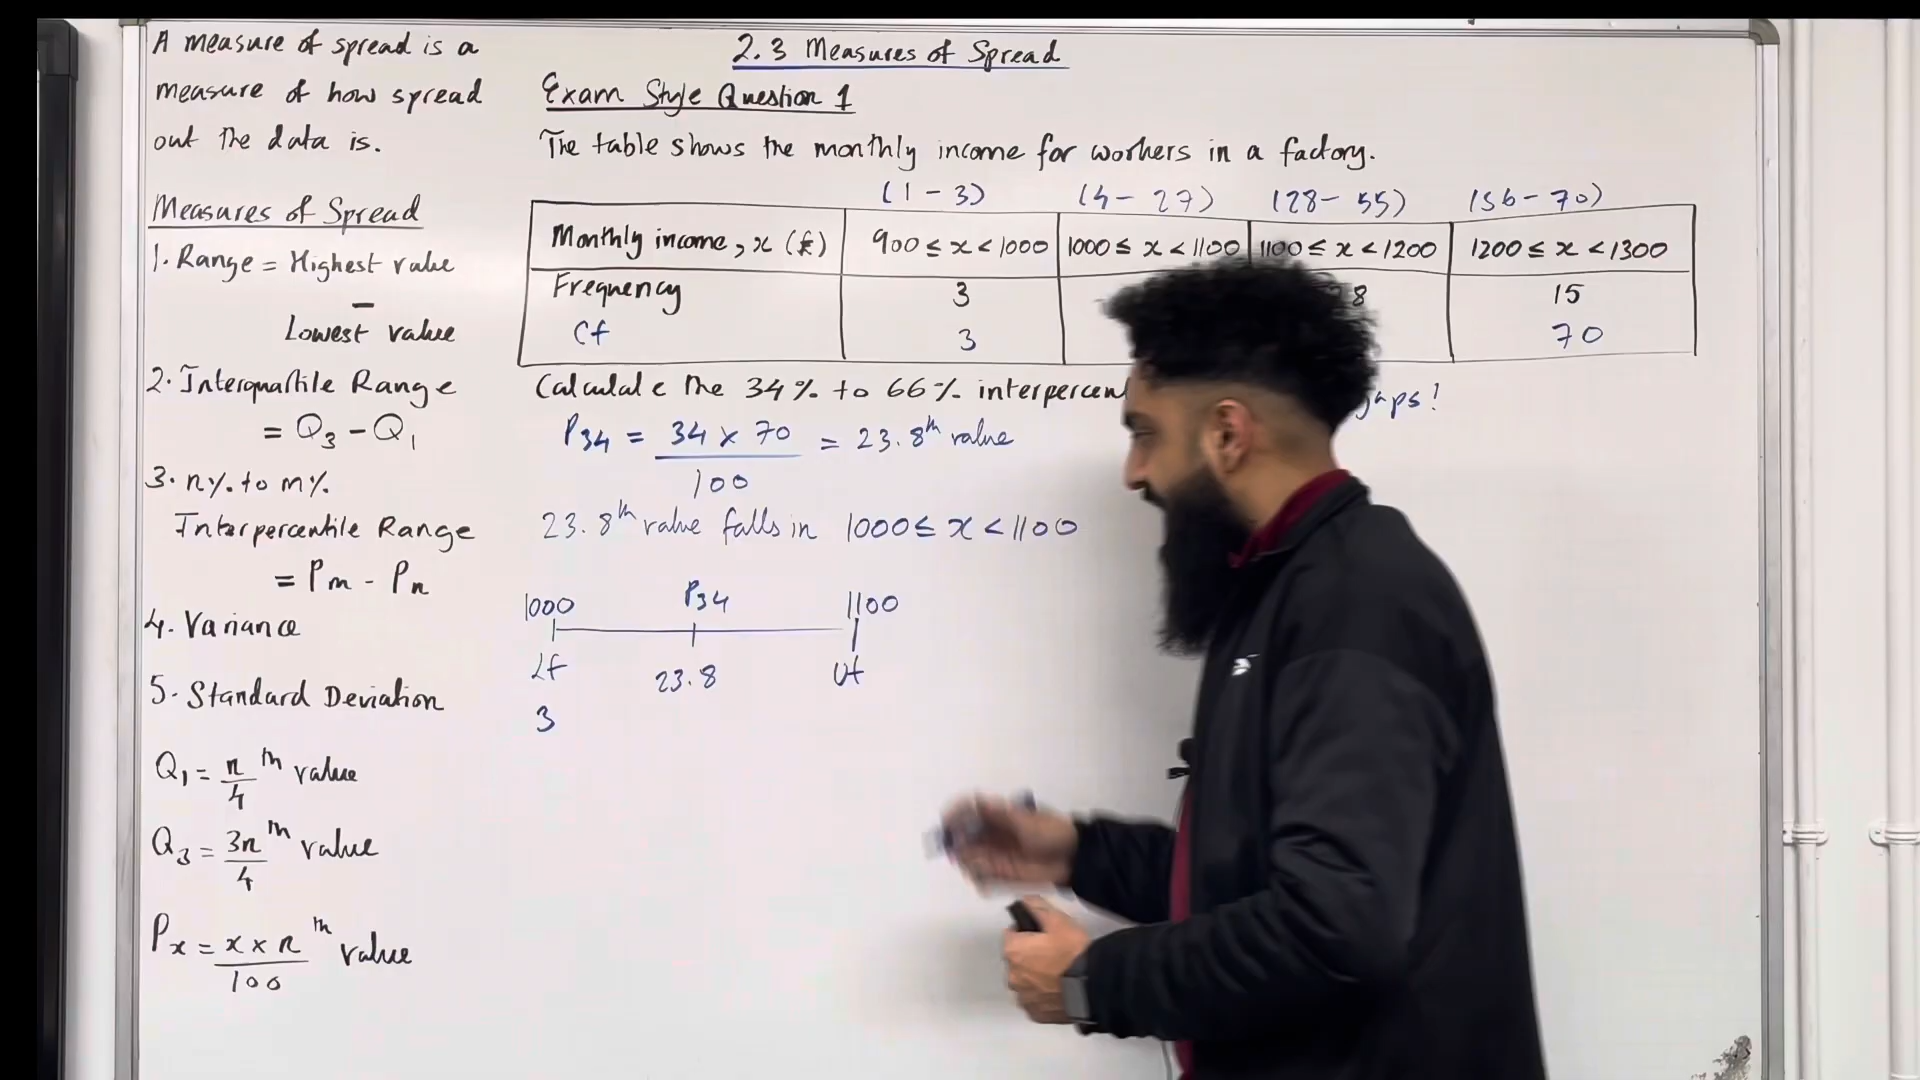 A measure of spread is a
measure of how spread
out the data is.
Measures of Spread
1. Range = Highest value
-
Lowest value
2. Interquartile Range
= Q₃ - Q₁
3. n% to m%
Interpercentile Range
= Pm - Pn
4. Variance
5. Standard Deviation
Q₁ = n/4 th value
Q₃ = 3n/4 th value
Px = x × n/100 th value
2.3 Measures of Spread
Exam Style Question 1
The table shows the monthly income for workers in a factory.
(1 - 3) (4 - 27) (28 - 55) (56 - 70)
Monthly income, x (£) 900 ≤ x < 1000 1000 ≤ x < 1100 1100 ≤ x < 1200 1200 ≤ x < 1300
Frequency 3 8 15
Cf 3 70
Calculate the 34% to 66% interpercen gaps!
P₃₄ = 34 × 70/100 = 23.8th value
23.8th value falls in 1000 ≤ x < 1100
1000 P₃₄ 1100
Lf 23.8 Uf
3